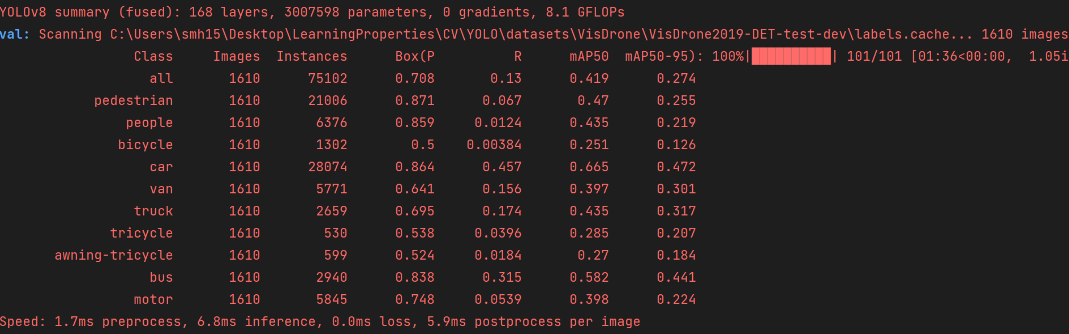 YOLOv8 summary (fused): 168 layers, 3007598 parameters, 0 gradients, 8.1 GFLOPs
val: Scanning C:\Users\smh15\Desktop\LearningProperties\CV\YOLO\datasets\VisDrone\VisDrone2019-DET-test-dev\labels.cache... 1610 images
Class Images Instances Box(P R mAP50 mAP50-95): 100%|██████████| 101/101 [01:36<00:00, 1.05i
all 1610 75102 0.708 0.13 0.419 0.274
pedestrian 1610 21006 0.871 0.067 0.47 0.255
people 1610 6376 0.859 0.0124 0.435 0.219
bicycle 1610 1302 0.5 0.00384 0.251 0.126
car 1610 28074 0.864 0.457 0.665 0.472
van 1610 5771 0.641 0.156 0.397 0.301
truck 1610 2659 0.695 0.174 0.435 0.317
tricycle 1610 530 0.538 0.0396 0.285 0.207
awning-tricycle 1610 599 0.524 0.0184 0.27 0.184
bus 1610 2940 0.838 0.315 0.582 0.441
motor 1610 5845 0.748 0.0539 0.398 0.224
Speed: 1.7ms preprocess, 6.8ms inference, 0.0ms loss, 5.9ms postprocess per image